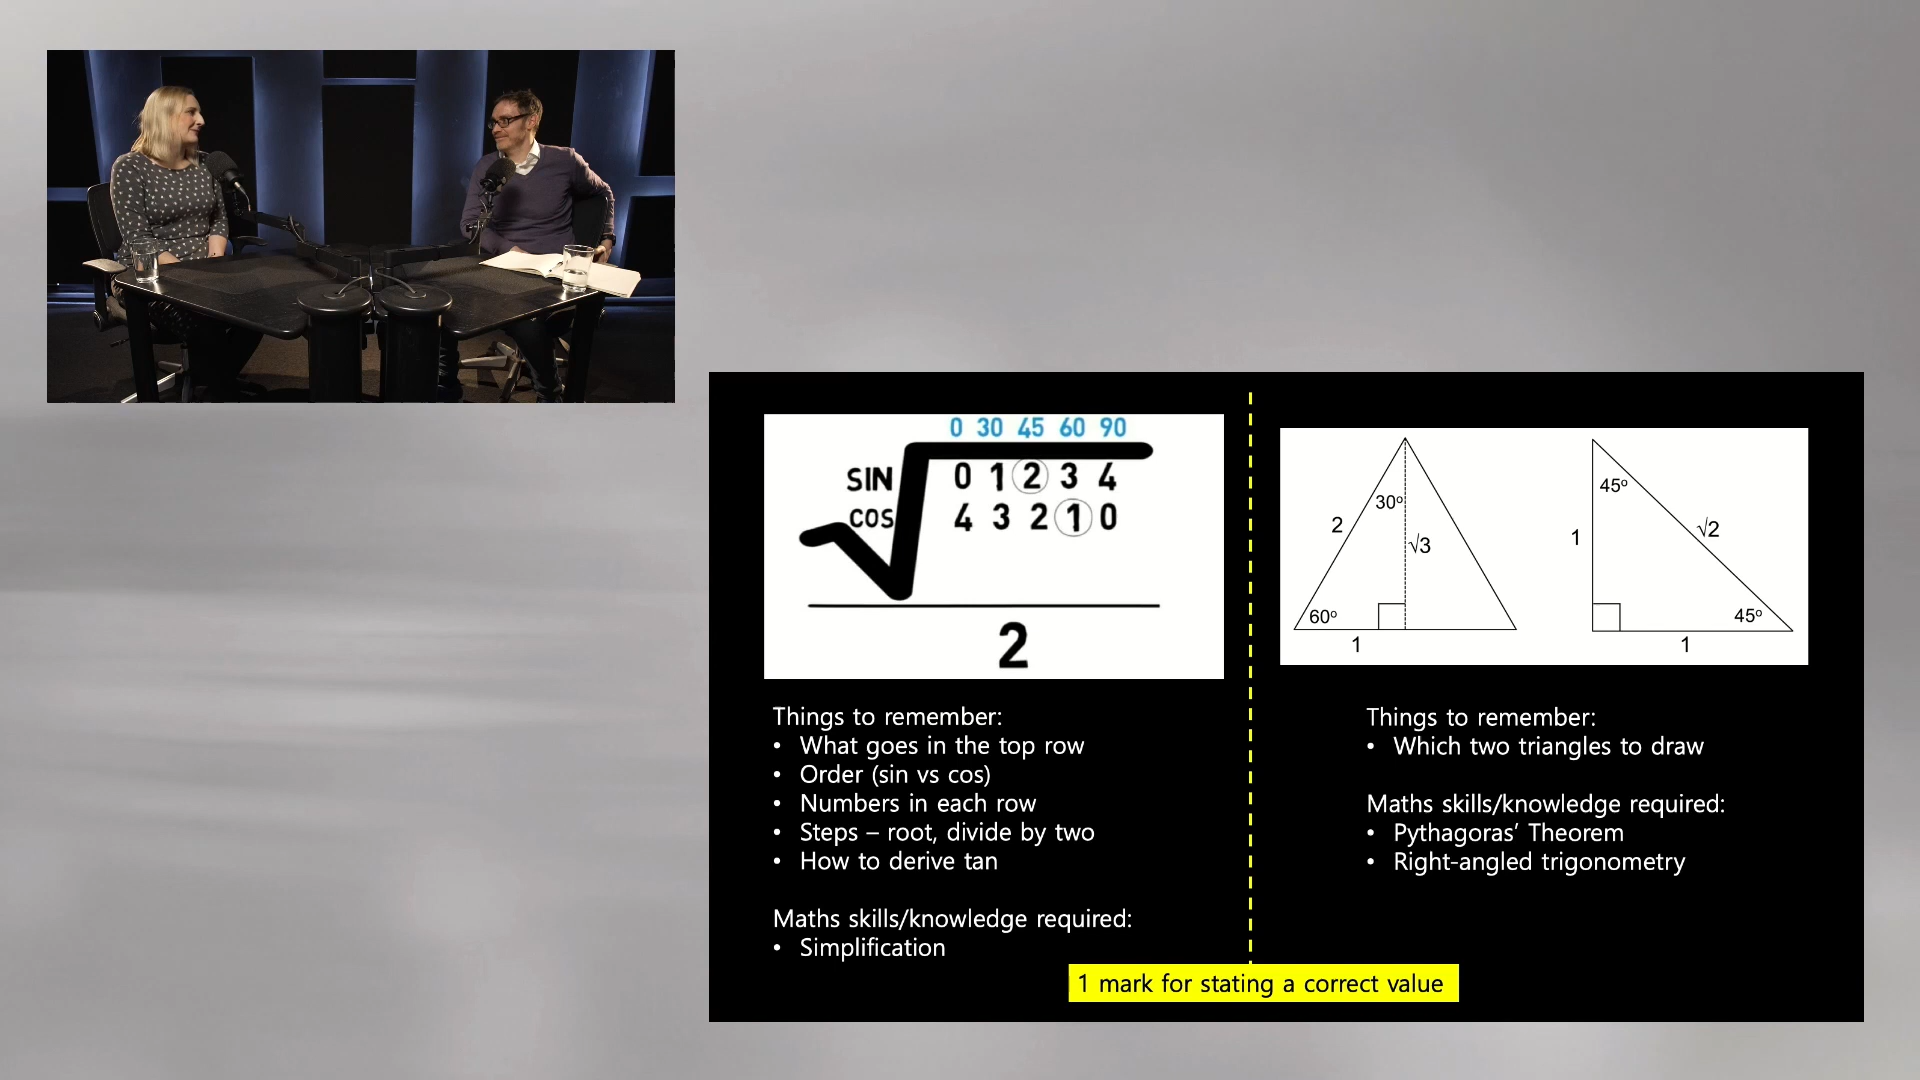 0 30 45 60 90
SIN 0 1 2 3 4
COS 4 3 2 1 0
2
Things to remember:
• What goes in the top row
• Order (sin vs cos)
• Numbers in each row
• Steps – root, divide by two
• How to derive tan
Maths skills/knowledge required:
• Simplification
30º
2
√3
60º
1
45º
√2
1
45º
1
Things to remember:
• Which two triangles to draw
Maths skills/knowledge required:
• Pythagoras’ Theorem
• Right-angled trigonometry
1 mark for stating a correct value